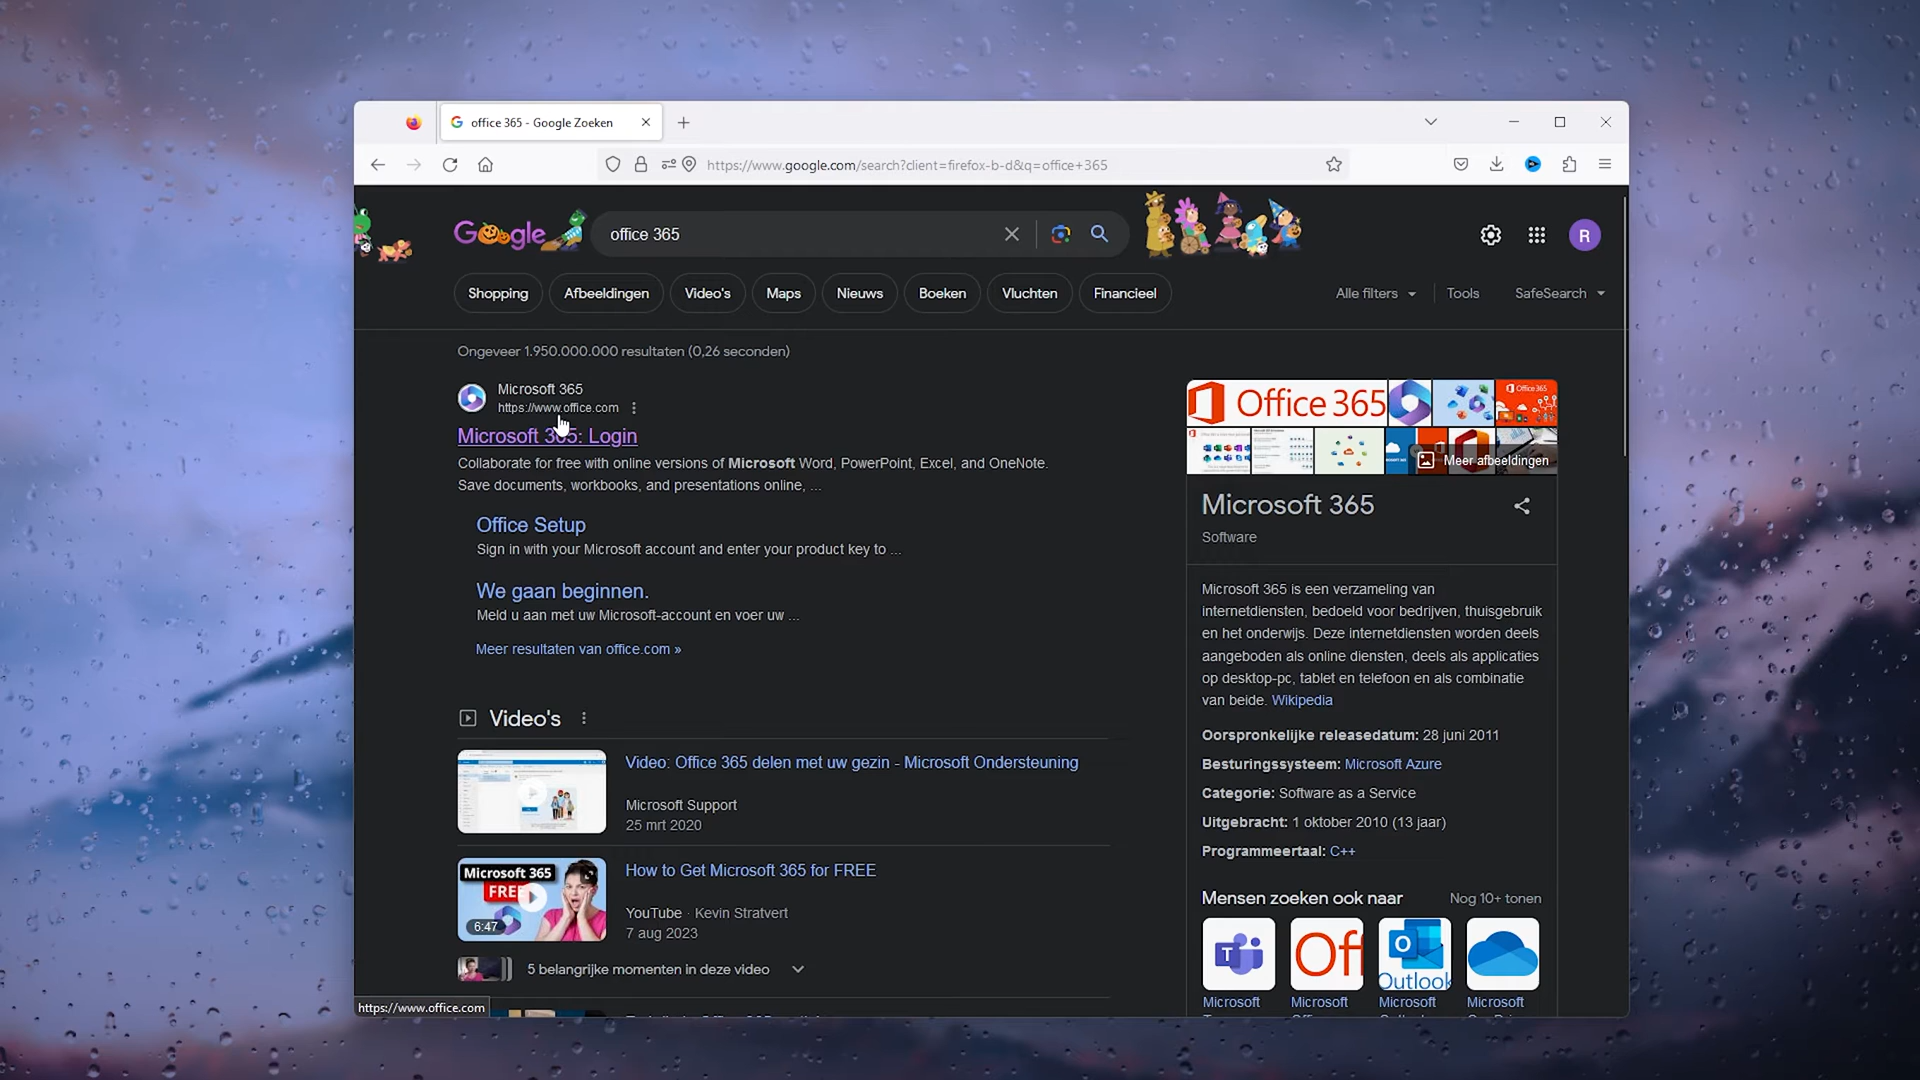 office 365 - Google Zoeken
https://www.google.com/search?client=firefox-b-d&q=office+365
Google
office 365
R
Shopping
Afbeeldingen
Video's
Maps
Nieuws
Boeken
Vluchten
Financieel
Alle filters
Tools
SafeSearch
Ongeveer 1.950.000.000 resultaten (0,26 seconden)
Microsoft 365
https://www.office.com
Microsoft 365: Login
Collaborate for free with online versions of Microsoft Word, PowerPoint, Excel, and OneNote.
Save documents, workbooks, and presentations online, ...
Office Setup
Sign in with your Microsoft account and enter your product key to ...
We gaan beginnen.
Meld u aan met uw Microsoft-account en voer uw ...
Meer resultaten van office.com »
Video's
Video: Office 365 delen met uw gezin - Microsoft Ondersteuning
Microsoft Support
25 mrt 2020
Microsoft 365
FREE
6:47
How to Get Microsoft 365 for FREE
YouTube · Kevin Stratvert
7 aug 2023
5 belangrijke momenten in deze video
https://www.office.com
Office 365
Office 365
Meer afbeeldingen
Microsoft 365
Software
Microsoft 365 is een verzameling van
internetdiensten, bedoeld voor bedrijven, thuisgebruik
en het onderwijs. Deze internetdiensten worden deels
aangeboden als online diensten, deels als applicaties
op desktop-pc, tablet en telefoon en als combinatie
van beide. Wikipedia
Oorspronkelijke releasedatum: 28 juni 2011
Besturingssysteem: Microsoft Azure
Categorie: Software as a Service
Uitgebracht: 1 oktober 2010 (13 jaar)
Programmeertaal: C++
Mensen zoeken ook naar
Nog 10+ tonen
Off
Outlook
Microsoft
Microsoft
Microsoft
Microsoft